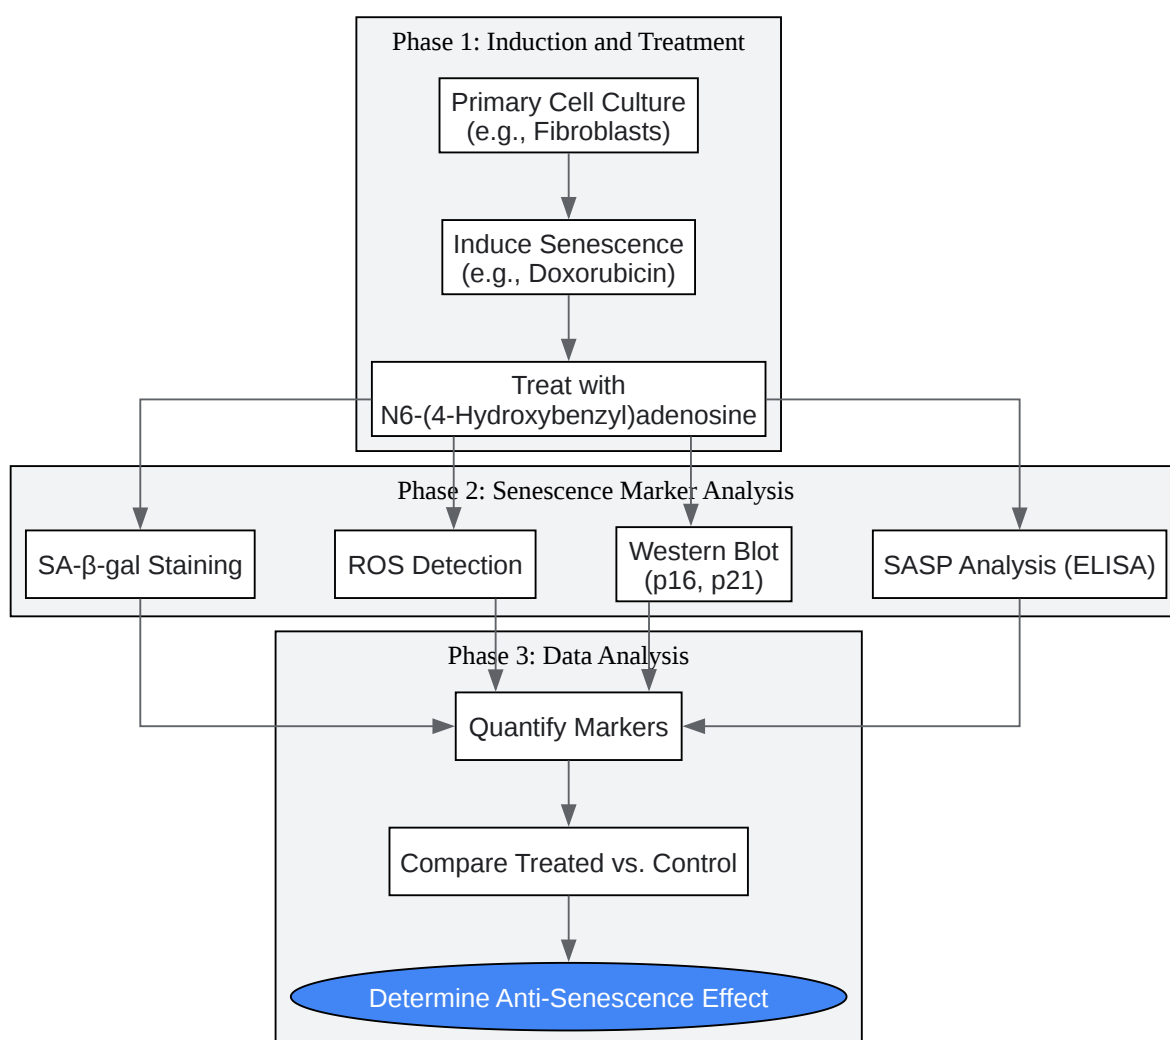 Phase 1: Induction and Treatment
Primary Cell Culture
(e.g., Fibroblasts)
Induce Senescence
(e.g., Doxorubicin)
Treat with
N6-(4-Hydroxybenzyl)adenosine
Phase 2: Senescence Marker Analysis
SA-β-gal Staining
ROS Detection
Western Blot
(p16, p21)
SASP Analysis (ELISA)
Phase 3: Data Analysis
Quantify Markers
Compare Treated vs. Control
Determine Anti-Senescence Effect